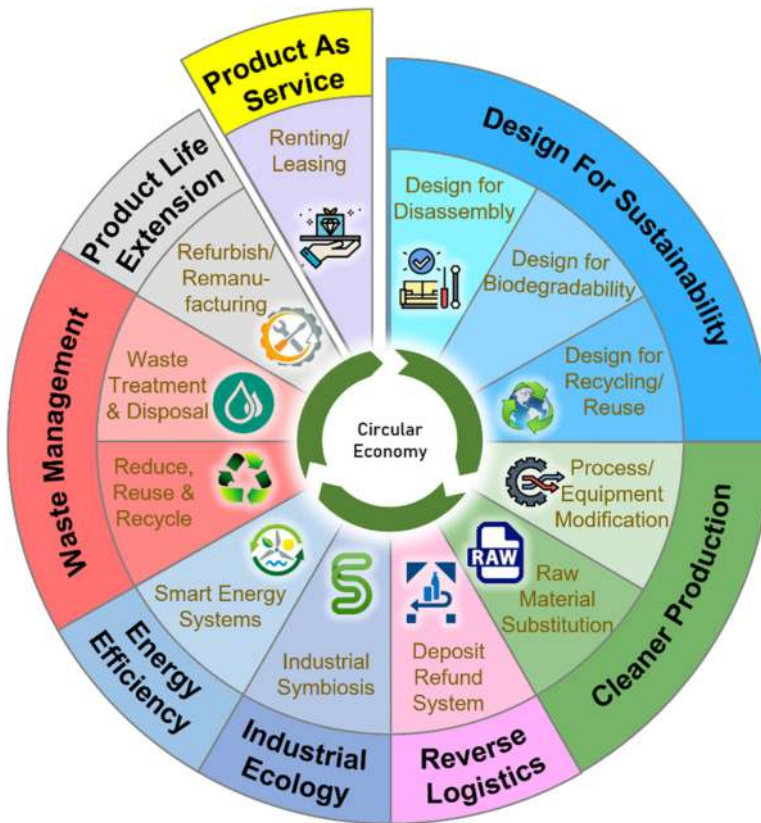 Product As
Service
Renting/
Leasing
Design For Sustainability
Design for
Disassembly
Design for
Biodegradability
Design for
Recycling/
Reuse
Cleaner Production
Process/
Equipment
Modification
RAW
Raw
Material
Substitution
Reverse
Logistics
Deposit
Refund
System
Industrial
Ecology
Industrial
Symbiosis
Energy
Efficiency
Smart Energy
Systems
Waste Management
Reduce,
Reuse &
Recycle
Waste
Treatment
& Disposal
Product Life
Extension
Refurbish/
Remanu-
facturing
Circular
Economy